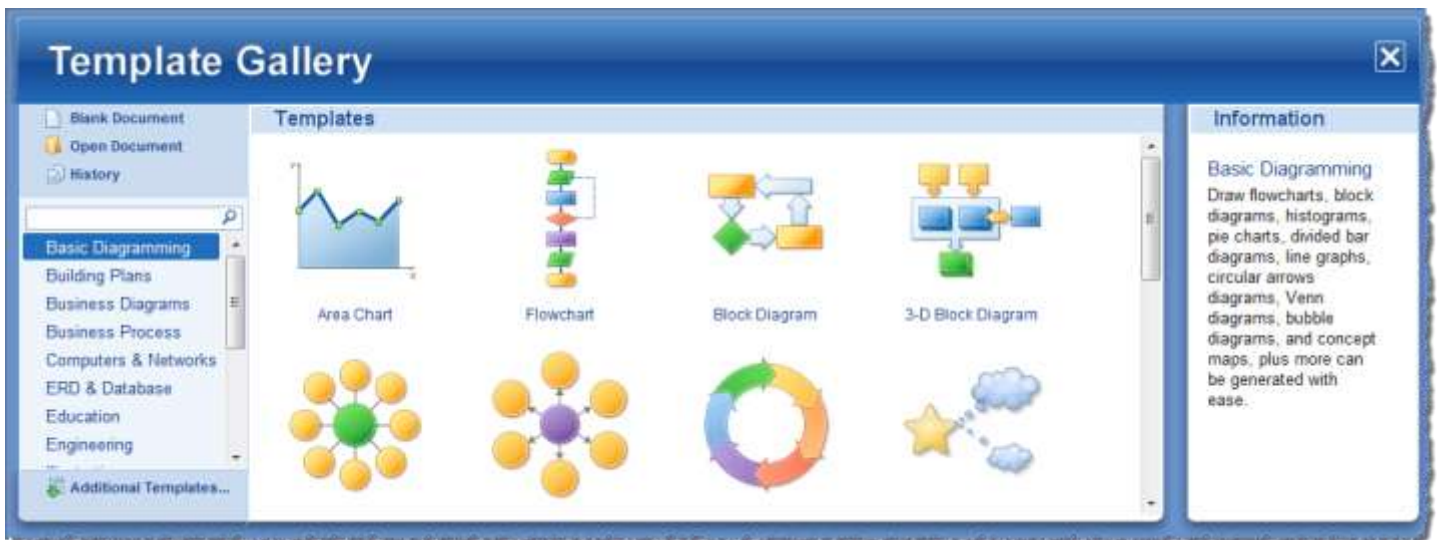 Template Gallery
Blank Document
Open Document
History
Basic Diagramming
Building Plans
Business Diagrams
Business Process
Computers & Networks
ERD & Database
Education
Engineering
Additional Templates...
Templates
Area Chart
Flowchart
Block Diagram
3-D Block Diagram
Information
Basic Diagramming
Draw flowcharts, block
diagrams, histograms,
pie charts, divided bar
diagrams, line graphs,
circular arrows
diagrams, Venn
diagrams, bubble
diagrams, and concept
maps, plus more can
be generated with
ease.